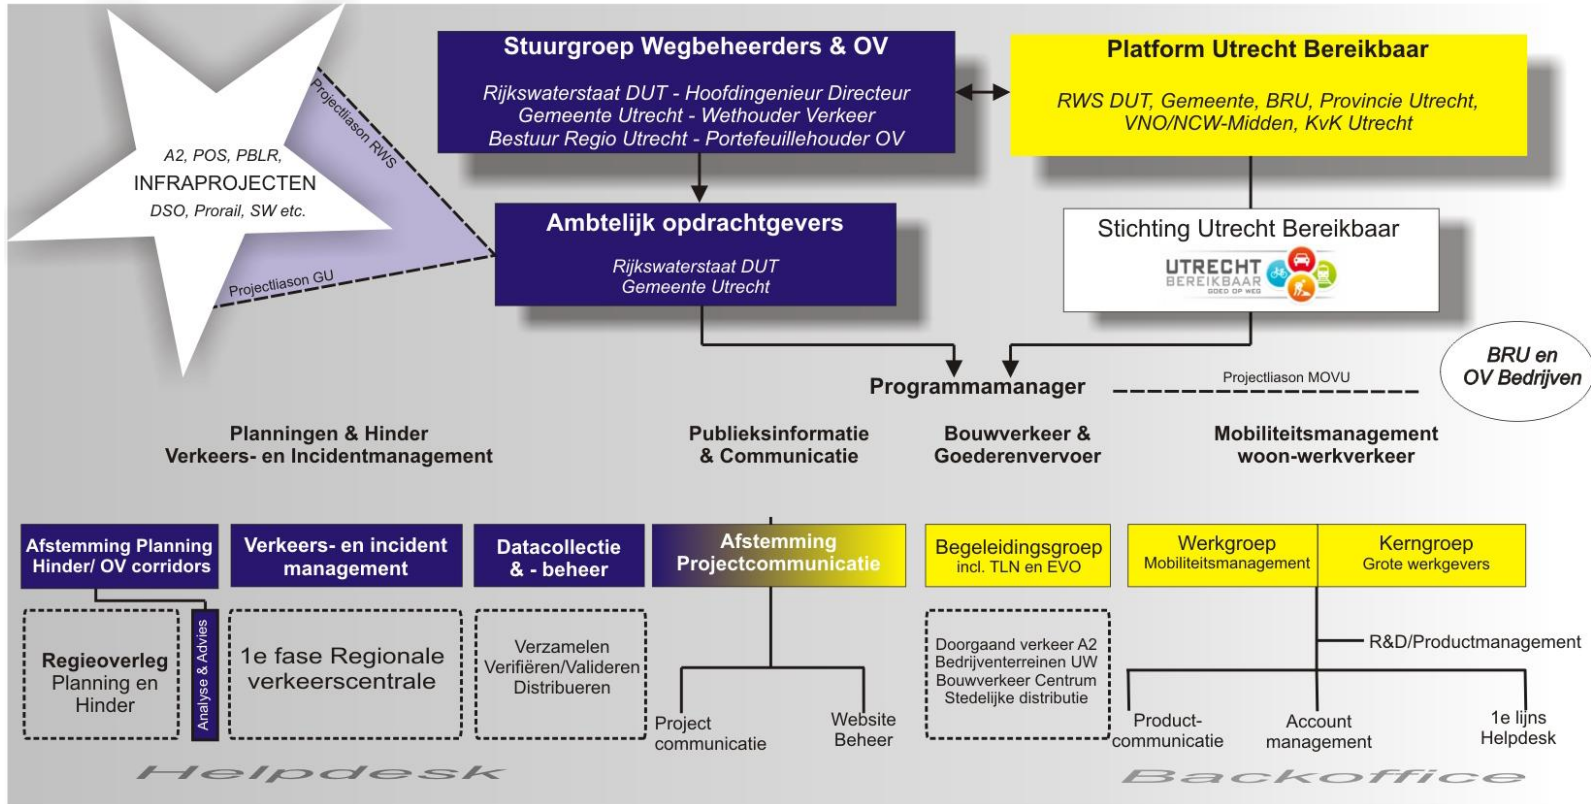 Stuurgroep Wegbeheerders & OV
Rijkswaterstaat DUT - Hoofdingenieur Directeur
Gemeente Utrecht - Wethouder Verkeer
Bestuur Regio Utrecht - Portefeuillehouder OV
Platform Utrecht Bereikbaar
RWS DUT, Gemeente, BRU, Provincie Utrecht,
VNO/NCW-Midden, KvK Utrecht
A2, POS, PBLR,
INFRAPROJECTEN
DSO, Prorail, SW etc.
Projectliason RWS
Projectliason GU
Ambtelijk opdrachtgevers
Rijkswaterstaat DUT
Gemeente Utrecht
Stichting Utrecht Bereikbaar
UTRECHT
BEREIKBAAR
GOED OP WEG
Programmamanager
Projectliason MOVU
BRU en
OV Bedrijven
Planningen & Hinder
Verkeers- en Incidentmanagement
Publieksinformatie
& Communicatie
Bouwverkeer &
Goederenvervoer
Mobiliteitsmanagement
woon-werkverkeer
Afstemming Planning
Hinder/ OV corridors
Verkeers- en incident
management
Datacollectie
& - beheer
Afstemming
Projectcommunicatie
Begeleidingsgroep
incl. TLN en EVO
Werkgroep
Mobiliteitsmanagement
Kerngroep
Grote werkgevers
Regieoverleg
Planning en
Hinder
Analyse & Advies
1e fase Regionale
verkeerscentrale
Verzamelen
Verifiëren/Valideren
Distribueren
Project
communicatie
Website
Beheer
Doorgaand verkeer A2
Bedrijventerreinen UW
Bouwverkeer Centrum
Stedelijke distributie
R&D/Productmanagement
Product-
communicatie
Account
management
1e lijns
Helpdesk
Helpdesk
Backoffice